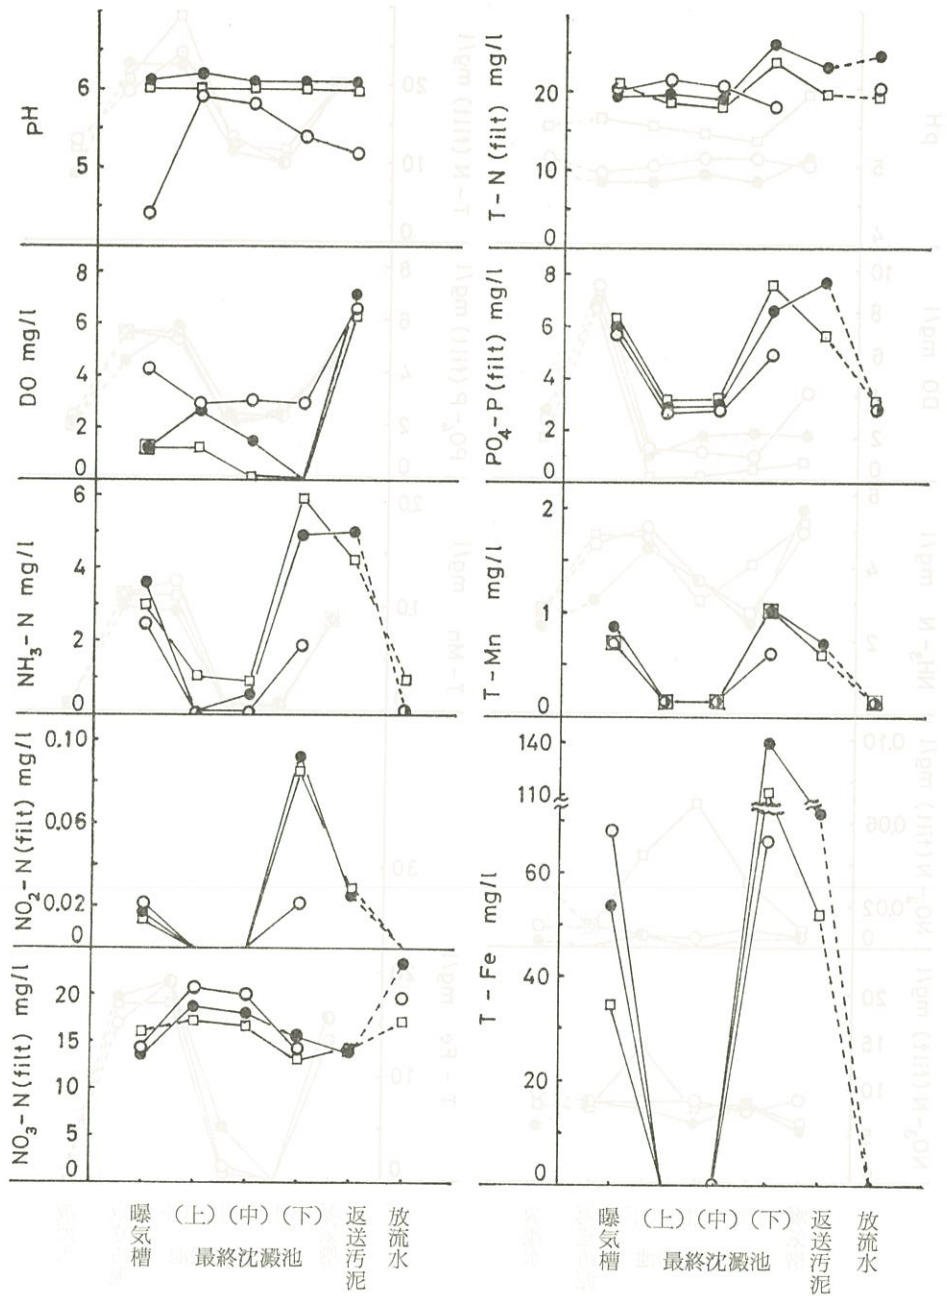 pH
6
5
T-N (filt) mg/l
20
10
0
DO mg/l
8
6
4
2
0
PO4-P (filt) mg/l
8
6
4
2
0
NH3-N mg/l
6
4
2
0
T-Mn mg/l
2
1
0
NO2-N (filt) mg/l
0.10
0.06
0.02
0
T-Fe mg/l
140
110
60
40
20
0
NO3-N (filt) mg/l
20
15
10
5
0
曝気槽
(上)
(中)
(下)
最終沈澱池
返送汚泥
放流水
曝気槽
(上)
(中)
(下)
最終沈澱池
返送汚泥
放流水